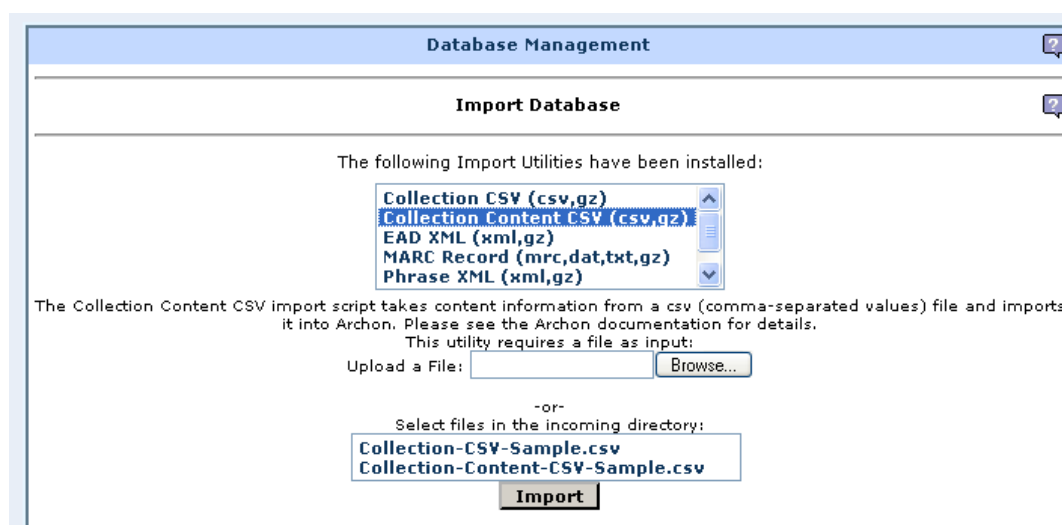 Database Management
?
Import Database
?
The following Import Utilities have been installed:
Collection CSV (csv,gz)
Collection Content CSV (csv,gz)
EAD XML (xml,gz)
MARC Record (mrc,dat,txt,gz)
Phrase XML (xml,gz)
The Collection Content CSV import script takes content information from a csv (comma-separated values) file and imports
it into Archon. Please see the Archon documentation for details.
This utility requires a file as input:
Upload a File: Browse...
-or-
Select files in the incoming directory:
Collection-CSV-Sample.csv
Collection-Content-CSV-Sample.csv
Import